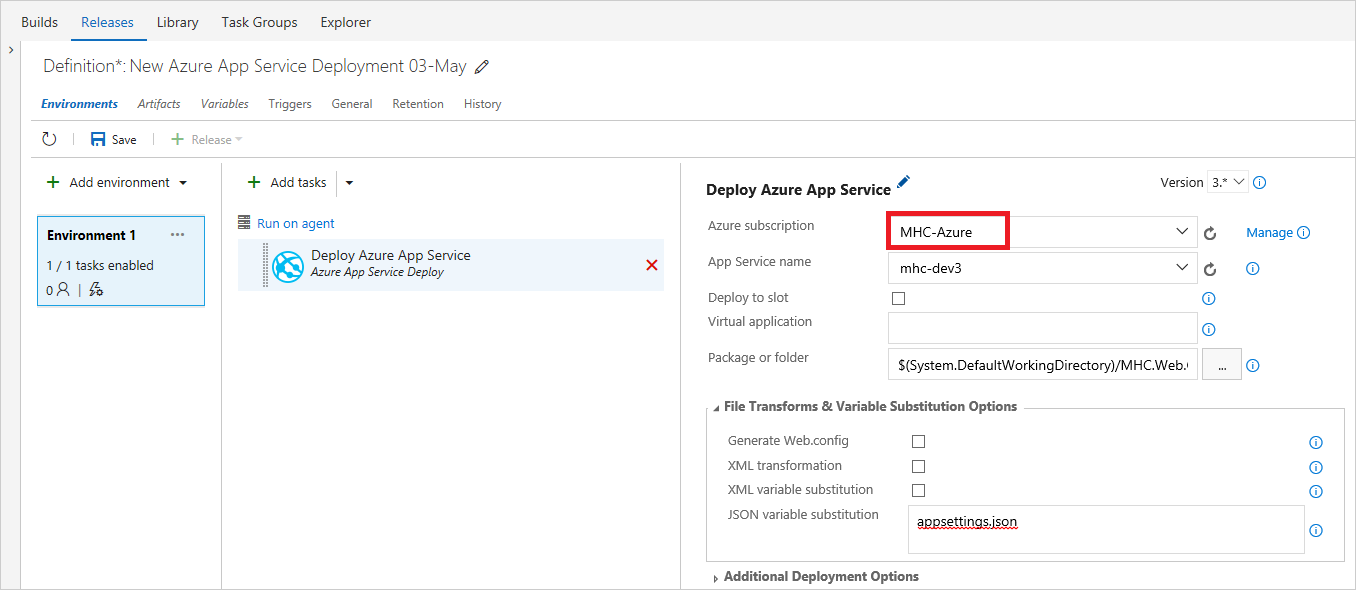 Builds Releases Library Task Groups Explorer
Definition*: New Azure App Service Deployment 03-May
Environments Artifacts Variables Triggers General Retention History
Save + Release
+ Add environment
Environment 1 ...
1 / 1 tasks enabled
0
+ Add tasks
Run on agent
Deploy Azure App Service
Azure App Service Deploy
Deploy Azure App Service
Version 3.*
Azure subscription MHC-Azure Manage
App Service name mhc-dev3
Deploy to slot
Virtual application
Package or folder $(System.DefaultWorkingDirectory)/MHC.Web. ...
File Transforms & Variable Substitution Options
Generate Web.config
XML transformation
XML variable substitution
JSON variable substitution appsettings.json
Additional Deployment Options